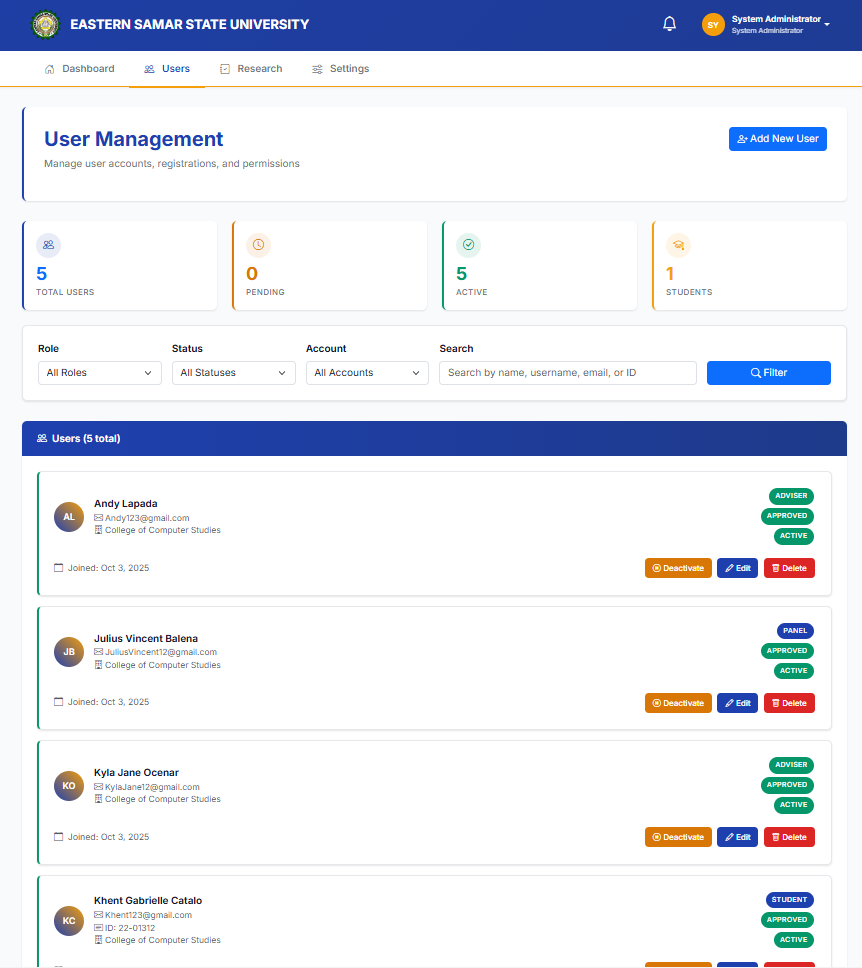 EASTERN SAMAR STATE UNIVERSITY
SY
System Administrator
System Administrator
Dashboard
Users
Research
Settings
User Management
Manage user accounts, registrations, and permissions
Add New User
5
TOTAL USERS
0
PENDING
5
ACTIVE
1
STUDENTS
Role
Status
Account
Search
All Roles
All Statuses
All Accounts
Search by name, username, email, or ID
Filter
Users (5 total)
AL
Andy Lapada
Andy123@gmail.com
College of Computer Studies
ADVISER
APPROVED
ACTIVE
Joined: Oct 3, 2025
Deactivate
Edit
Delete
JB
Julius Vincent Balena
JuliusVincent12@gmail.com
College of Computer Studies
PANEL
APPROVED
ACTIVE
Joined: Oct 3, 2025
Deactivate
Edit
Delete
KO
Kyla Jane Ocenar
KylaJane12@gmail.com
College of Computer Studies
ADVISER
APPROVED
ACTIVE
Joined: Oct 3, 2025
Deactivate
Edit
Delete
KC
Khent Gabrielle Catalo
Khent123@gmail.com
ID: 22-01312
College of Computer Studies
STUDENT
APPROVED
ACTIVE